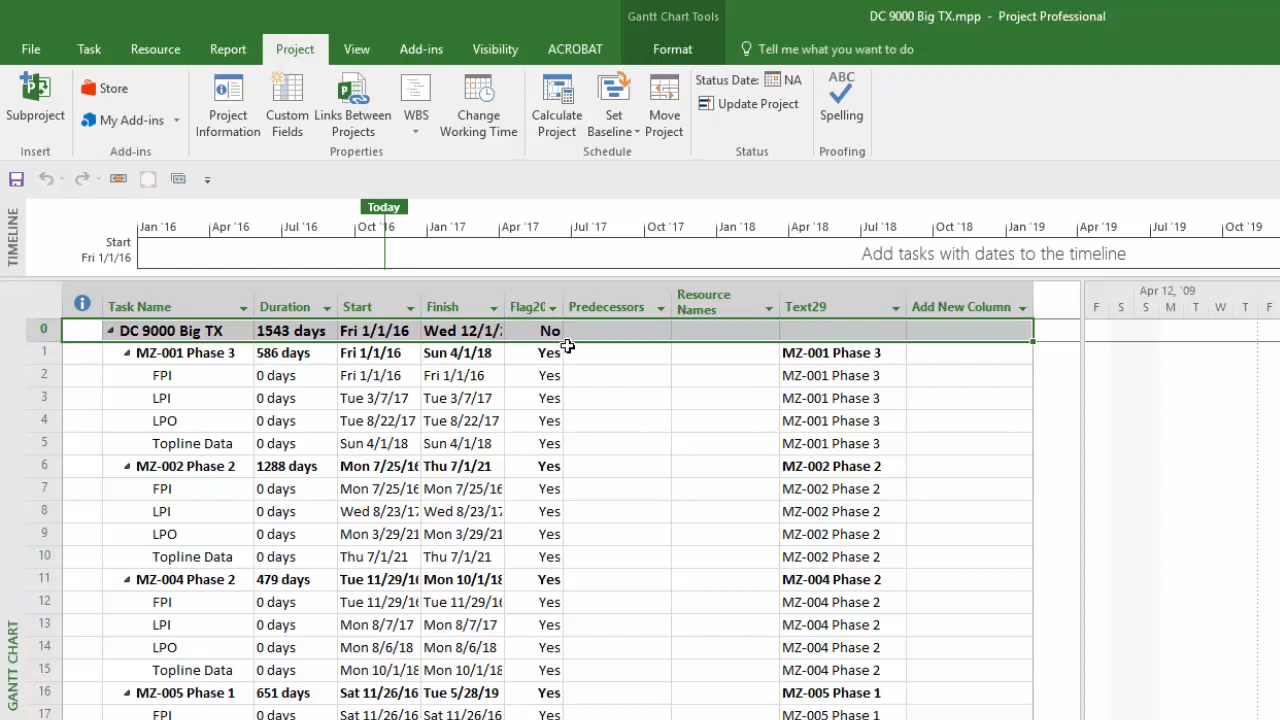 Gantt Chart Tools
DC 9000 Big TX.mpp - Project Professional
File Task Resource Report Project View Add-ins Visibility ACROBAT Format Tell me what you want to do
Subproject
Insert
Store
My Add-ins
Add-ins
Project Information
Custom Fields
Links Between Projects
WBS
Change Working Time
Properties
Calculate Project
Set Baseline
Move Project
Schedule
Status Date: NA
Update Project
Status
ABC
Spelling
Proofing
TIMELINE
Today
Jan '16 Apr '16 Jul '16 Oct '16 Jan '17 Apr '17 Jul '17 Oct '17 Jan '18 Apr '18 Jul '18 Oct '18 Jan '19 Apr '19 Jul '19 Oct '19
Start
Fri 1/1/16
Add tasks with dates to the timeline
GANTT CHART
Task Name Duration Start Finish Flag20 Predecessors Resource Names Text29 Add New Column
Apr 12, '09
F S S M T W T F
0 DC 9000 Big TX 1543 days Fri 1/1/16 Wed 12/1/ No
1 MZ-001 Phase 3 586 days Fri 1/1/16 Sun 4/1/18 Yes MZ-001 Phase 3
2 FPI 0 days Fri 1/1/16 Fri 1/1/16 Yes MZ-001 Phase 3
3 LPI 0 days Tue 3/7/17 Tue 3/7/17 Yes MZ-001 Phase 3
4 LPO 0 days Tue 8/22/17 Tue 8/22/17 Yes MZ-001 Phase 3
5 Topline Data 0 days Sun 4/1/18 Sun 4/1/18 Yes MZ-001 Phase 3
6 MZ-002 Phase 2 1288 days Mon 7/25/16 Thu 7/1/21 Yes MZ-002 Phase 2
7 FPI 0 days Mon 7/25/16 Mon 7/25/16 Yes MZ-002 Phase 2
8 LPI 0 days Wed 8/23/17 Wed 8/23/17 Yes MZ-002 Phase 2
9 LPO 0 days Mon 3/29/21 Mon 3/29/21 Yes MZ-002 Phase 2
10 Topline Data 0 days Thu 7/1/21 Thu 7/1/21 Yes MZ-002 Phase 2
11 MZ-004 Phase 2 479 days Tue 11/29/16 Mon 10/1/18 Yes MZ-004 Phase 2
12 FPI 0 days Tue 11/29/16 Tue 11/29/16 Yes MZ-004 Phase 2
13 LPI 0 days Mon 8/7/17 Mon 8/7/17 Yes MZ-004 Phase 2
14 LPO 0 days Mon 8/6/18 Mon 8/6/18 Yes MZ-004 Phase 2
15 Topline Data 0 days Mon 10/1/18 Mon 10/1/18 Yes MZ-004 Phase 2
16 MZ-005 Phase 1 651 days Sat 11/26/16 Tue 5/28/19 Yes MZ-005 Phase 1
17 FPI 0 days Sat 11/26/16 Sat 11/26/16 Yes MZ-005 Phase 1